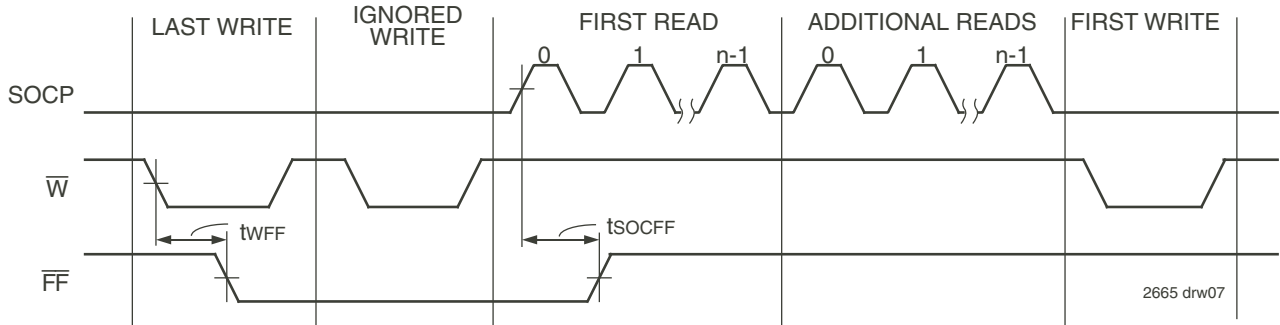 LAST WRITE
IGNORED
WRITE
FIRST READ
ADDITIONAL READS
FIRST WRITE
0 1 n-1 0 1 n-1
SOCP
W̅
tWFF
tSOCFF
F̅F̅
2665 drw07